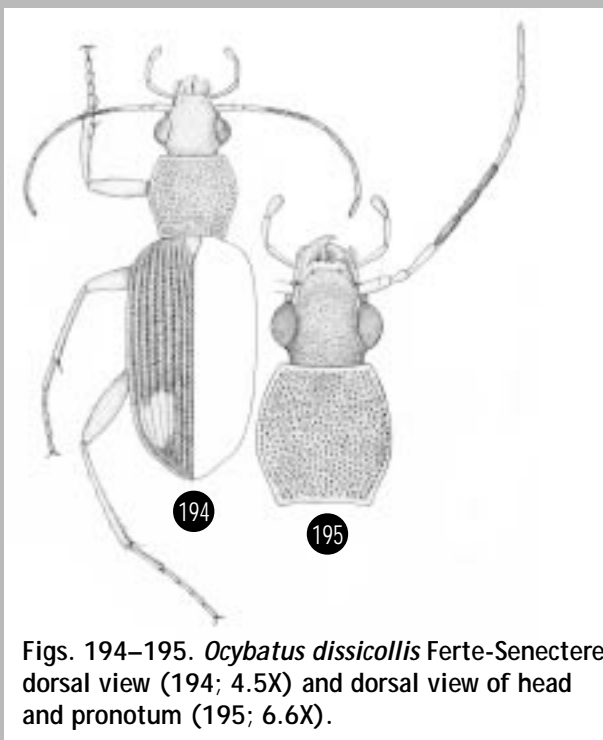 194
195
Figs. 194–195. Ocybatus dissicollis Ferte-Senectere
dorsal view (194; 4.5X) and dorsal view of head
and pronotum (195; 6.6X).